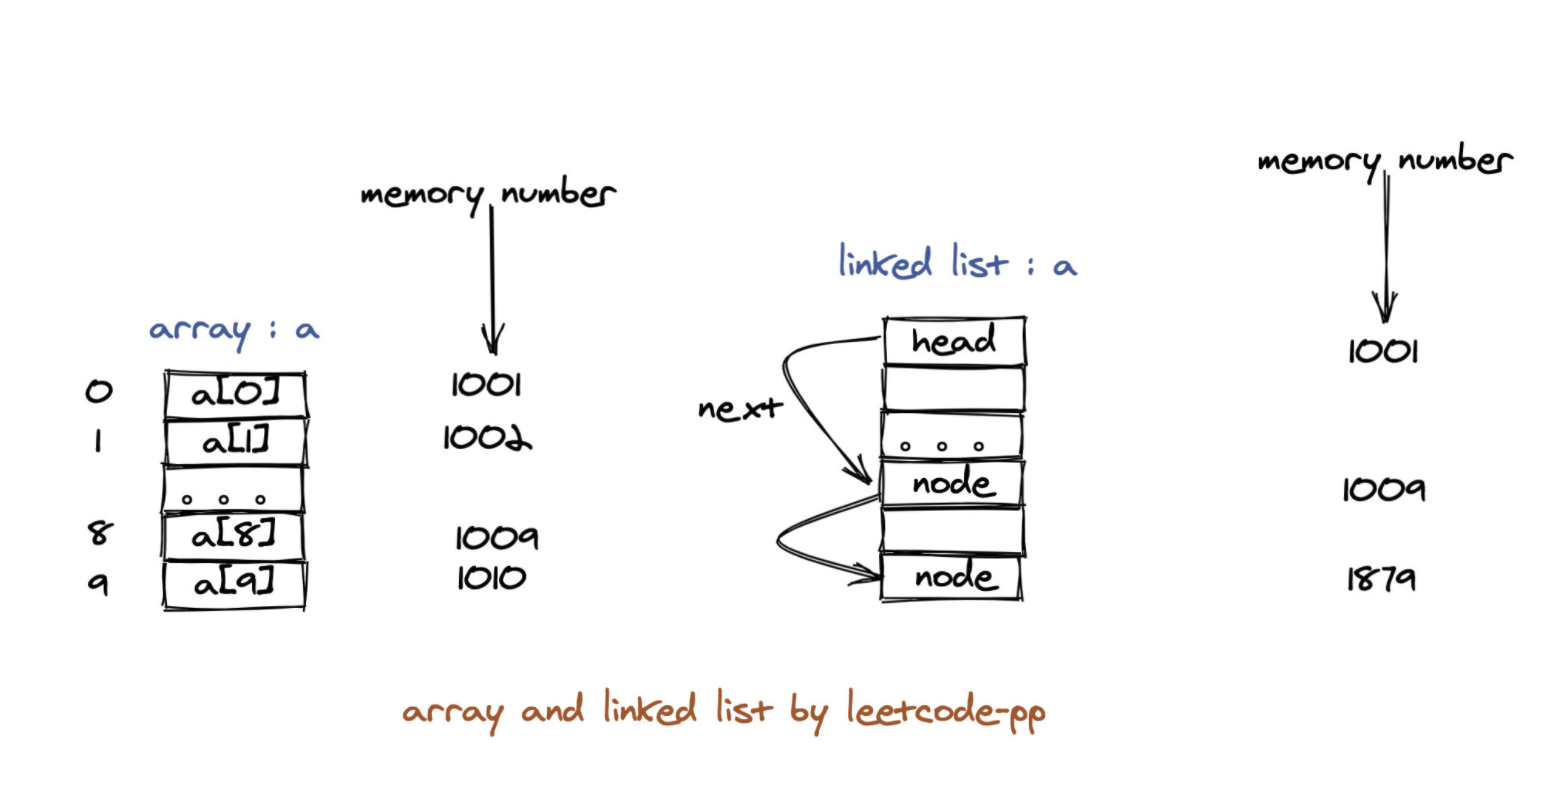 memory number
memory number
linked list : a
array : a
head
1001
0 a[0] 1001
next
1 a[1] 1002
. . .
node
1009
. . .
8 a[8] 1009
9 a[9] 1010
node
1879
array and linked list by leetcode-pp